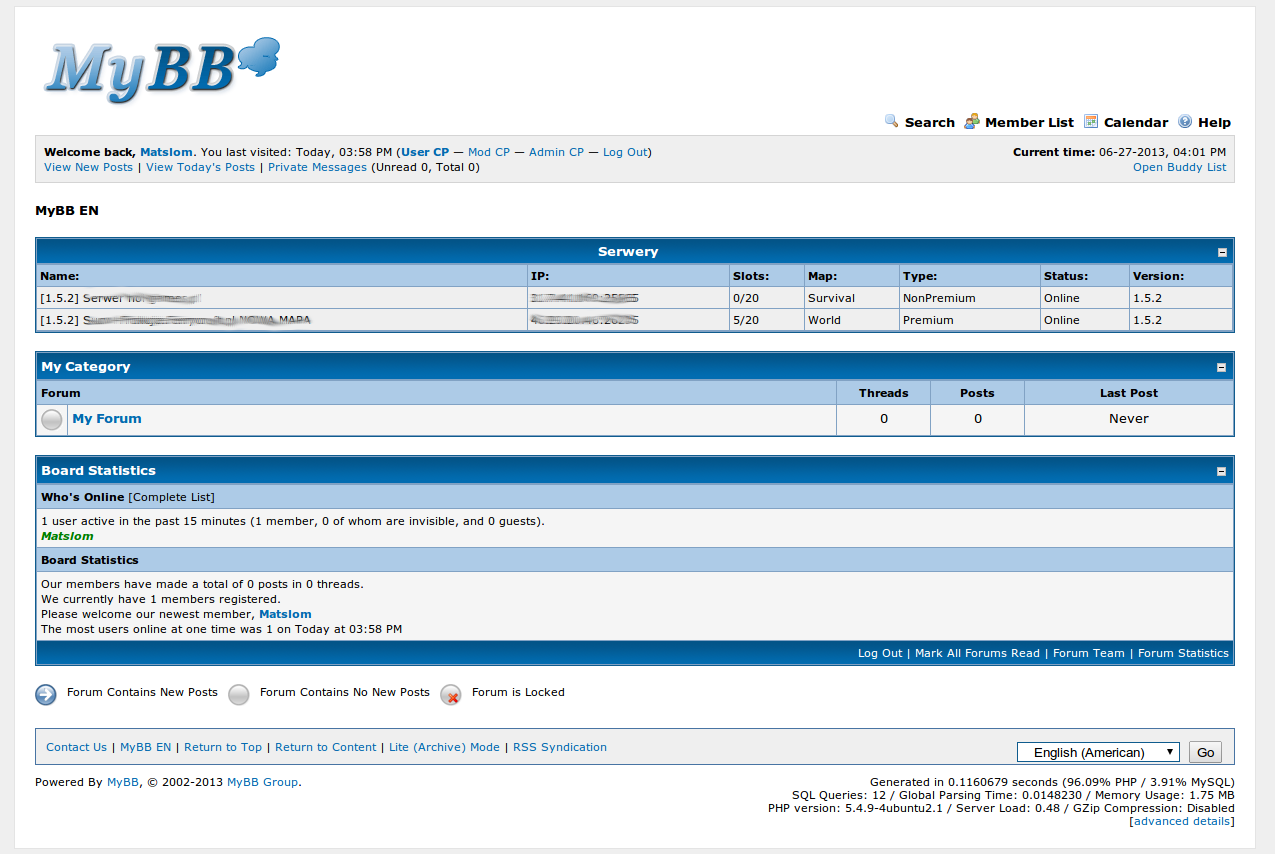 MyBB
Search Member List Calendar Help
Welcome back, Matslom. You last visited: Today, 03:58 PM (User CP — Mod CP — Admin CP — Log Out)
Current time: 06-27-2013, 04:01 PM
View New Posts | View Today's Posts | Private Messages (Unread 0, Total 0)
Open Buddy List
MyBB EN
Serwery
Name: IP: Slots: Map: Type: Status: Version:
[1.5.2] Serwer 0/20 Survival NonPremium Online 1.5.2
[1.5.2] MAPA 5/20 World Premium Online 1.5.2
My Category
Forum Threads Posts Last Post
My Forum 0 0 Never
Board Statistics
Who's Online [Complete List]
1 user active in the past 15 minutes (1 member, 0 of whom are invisible, and 0 guests).
Matslom
Board Statistics
Our members have made a total of 0 posts in 0 threads.
We currently have 1 members registered.
Please welcome our newest member, Matslom
The most users online at one time was 1 on Today at 03:58 PM
Log Out | Mark All Forums Read | Forum Team | Forum Statistics
Forum Contains New Posts Forum Contains No New Posts Forum is Locked
Contact Us | MyBB EN | Return to Top | Return to Content | Lite (Archive) Mode | RSS Syndication
English (American) Go
Powered By MyBB, © 2002-2013 MyBB Group.
Generated in 0.1160679 seconds (96.09% PHP / 3.91% MySQL)
SQL Queries: 12 / Global Parsing Time: 0.0148230 / Memory Usage: 1.75 MB
PHP version: 5.4.9-4ubuntu2.1 / Server Load: 0.48 / GZip Compression: Disabled
[advanced details]